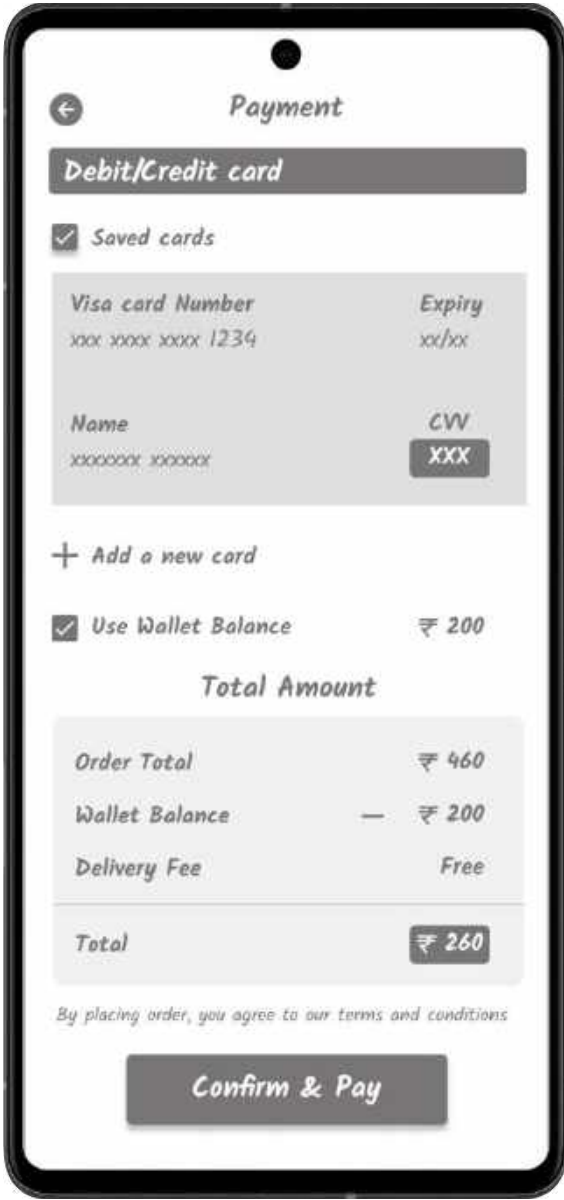 Payment
Debit/Credit card
Saved cards
Visa card Number Expiry
xxx xxxx xxxx 1234 xx/xx
Name CVV
xxxxxxx xxxxxx XXX
Add a new card
Use Wallet Balance ₹ 200
Total Amount
Order Total ₹ 460
Wallet Balance — ₹ 200
Delivery Fee Free
Total ₹ 260
By placing order, you agree to our terms and conditions
Confirm & Pay